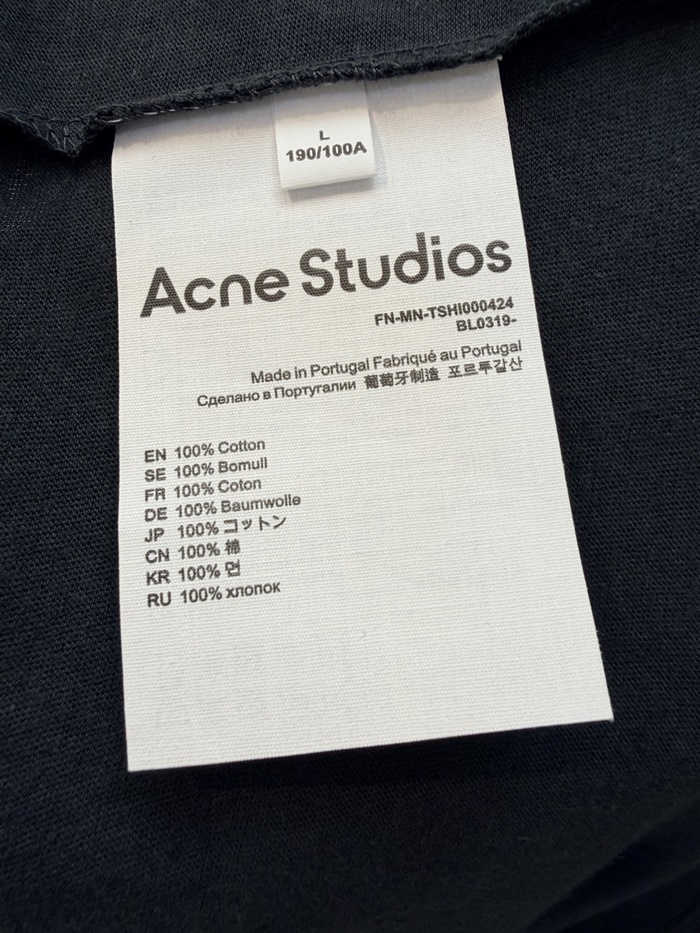 L
190/100A
Acne Studios
FN-MN-TSHI000424
BL0319-
Made in Portugal Fabriqué au Portugal
Сделано в Португалии 葡萄牙制造 포르투갈산
EN 100% Cotton
SE 100% Bomull
FR 100% Coton
DE 100% Baumwolle
JP 100% コットン
CN 100% 棉
KR 100% 면
RU 100% хлопок